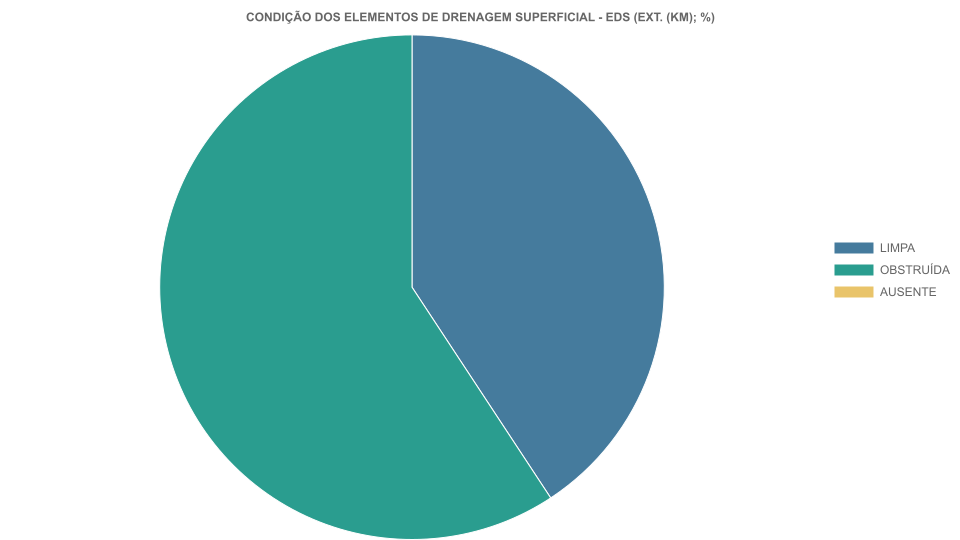 CONDIÇÃO DOS ELEMENTOS DE DRENAGEM SUPERFICIAL - EDS (EXT. (KM); %)
LIMPA
OBSTRUÍDA
AUSENTE